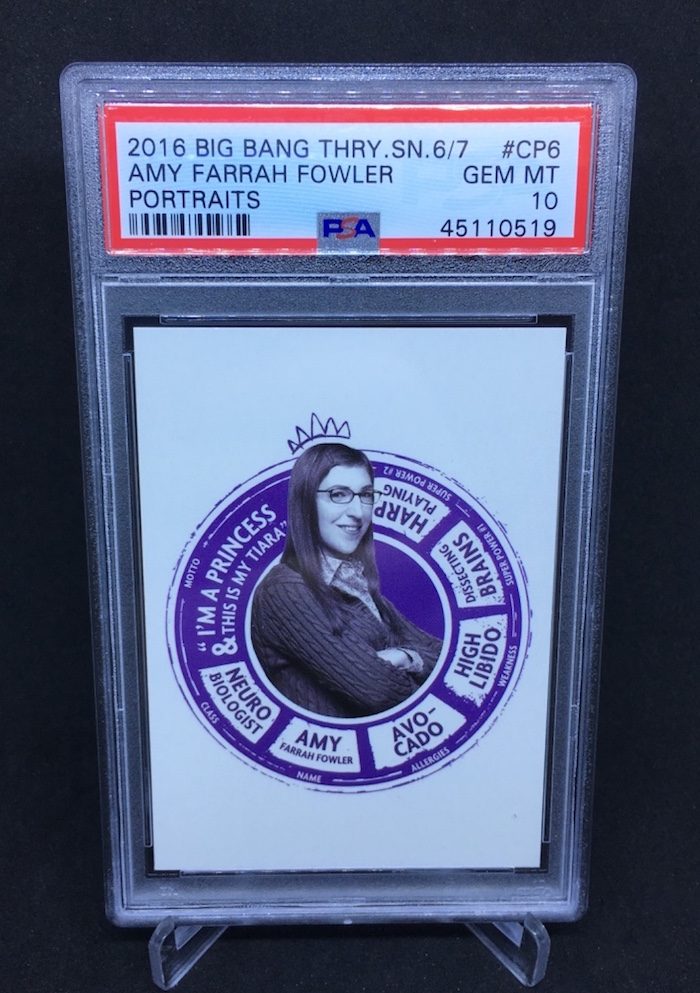 2016 BIG BANG THRY.SN.6/7 #CP6
AMY FARRAH FOWLER GEM MT
PORTRAITS 10
PSA 45110519
MOTTO
"I'M A PRINCESS
& THIS IS MY TIARA"
SUPER POWER #2
HARP
PLAYING
SUPER POWER #1
DISSECTING
BRAINS
HIGH
LIBIDO
WEAKNESS
AVO-
CADO
ALLERGIES
AMY
FARRAH FOWLER
NAME
NEURO
BIOLOGIST
CLASS